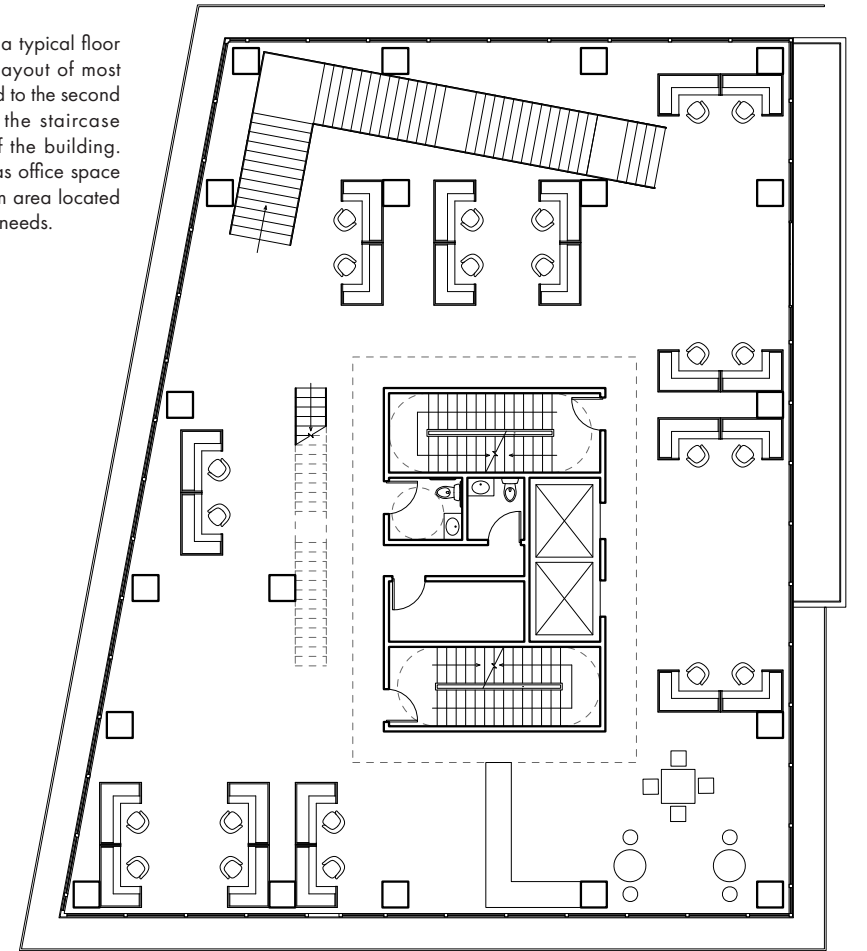 a typical floor
ayout of most
d to the second
the staircase
f the building.
as office space
n area located
needs.